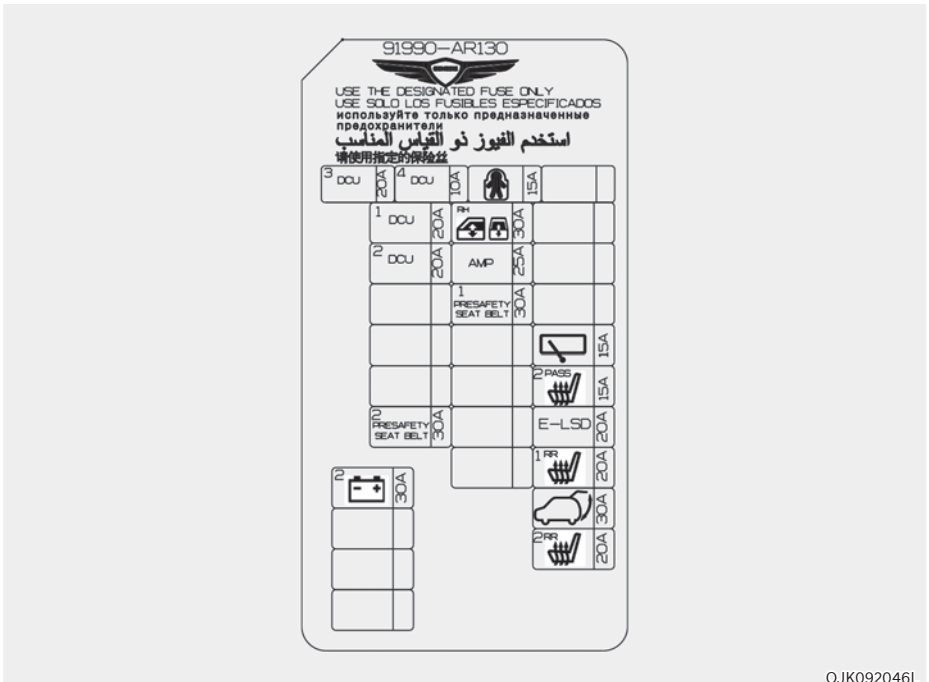 91990-AR130
USE THE DESIGNATED FUSE ONLY
USE SOLO LOS FUSIBLES ESPECIFICADOS
используйте только предназначенные
предохранители
استخدم الفيوز ذو القياس المناسب
请使用指定的保险丝
3 DCU 20A 4 DCU 10A 15A
1 DCU 20A RH 30A
2 DCU 20A AMP 25A
1 PRESAFETY SEAT BELT 30A
15A
2 PASS 15A
2 PRESAFETY SEAT BELT 30A E-LSD 20A
1 RR 20A
2 - + 30A
30A
2 RR 20A
OJK092046L